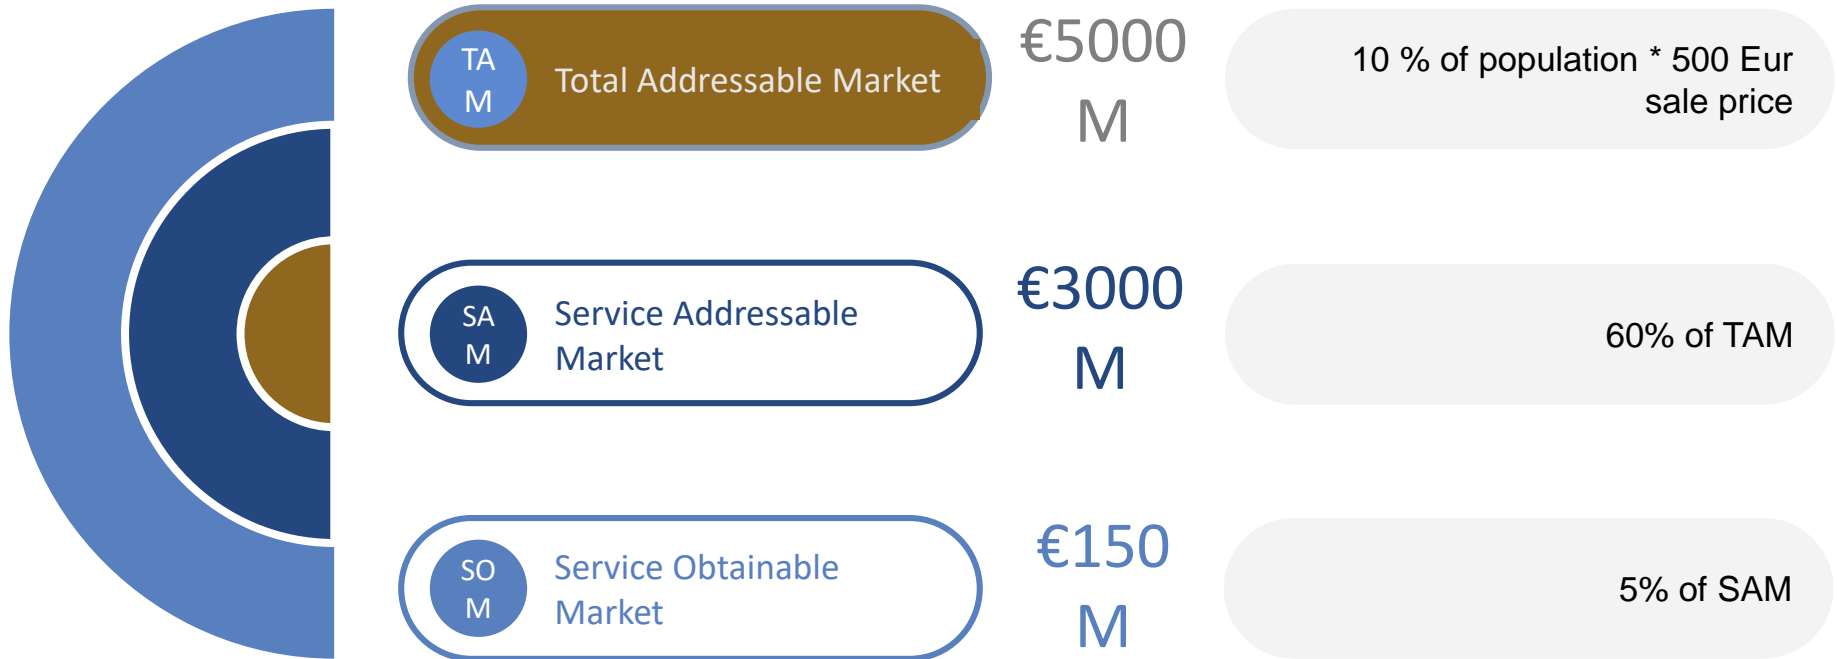 TA
M
Total Addressable Market
€5000
M
10 % of population * 500 Eur
sale price
SA
M
Service Addressable
Market
€3000
M
60% of TAM
SO
M
Service Obtainable
Market
€150
M
5% of SAM